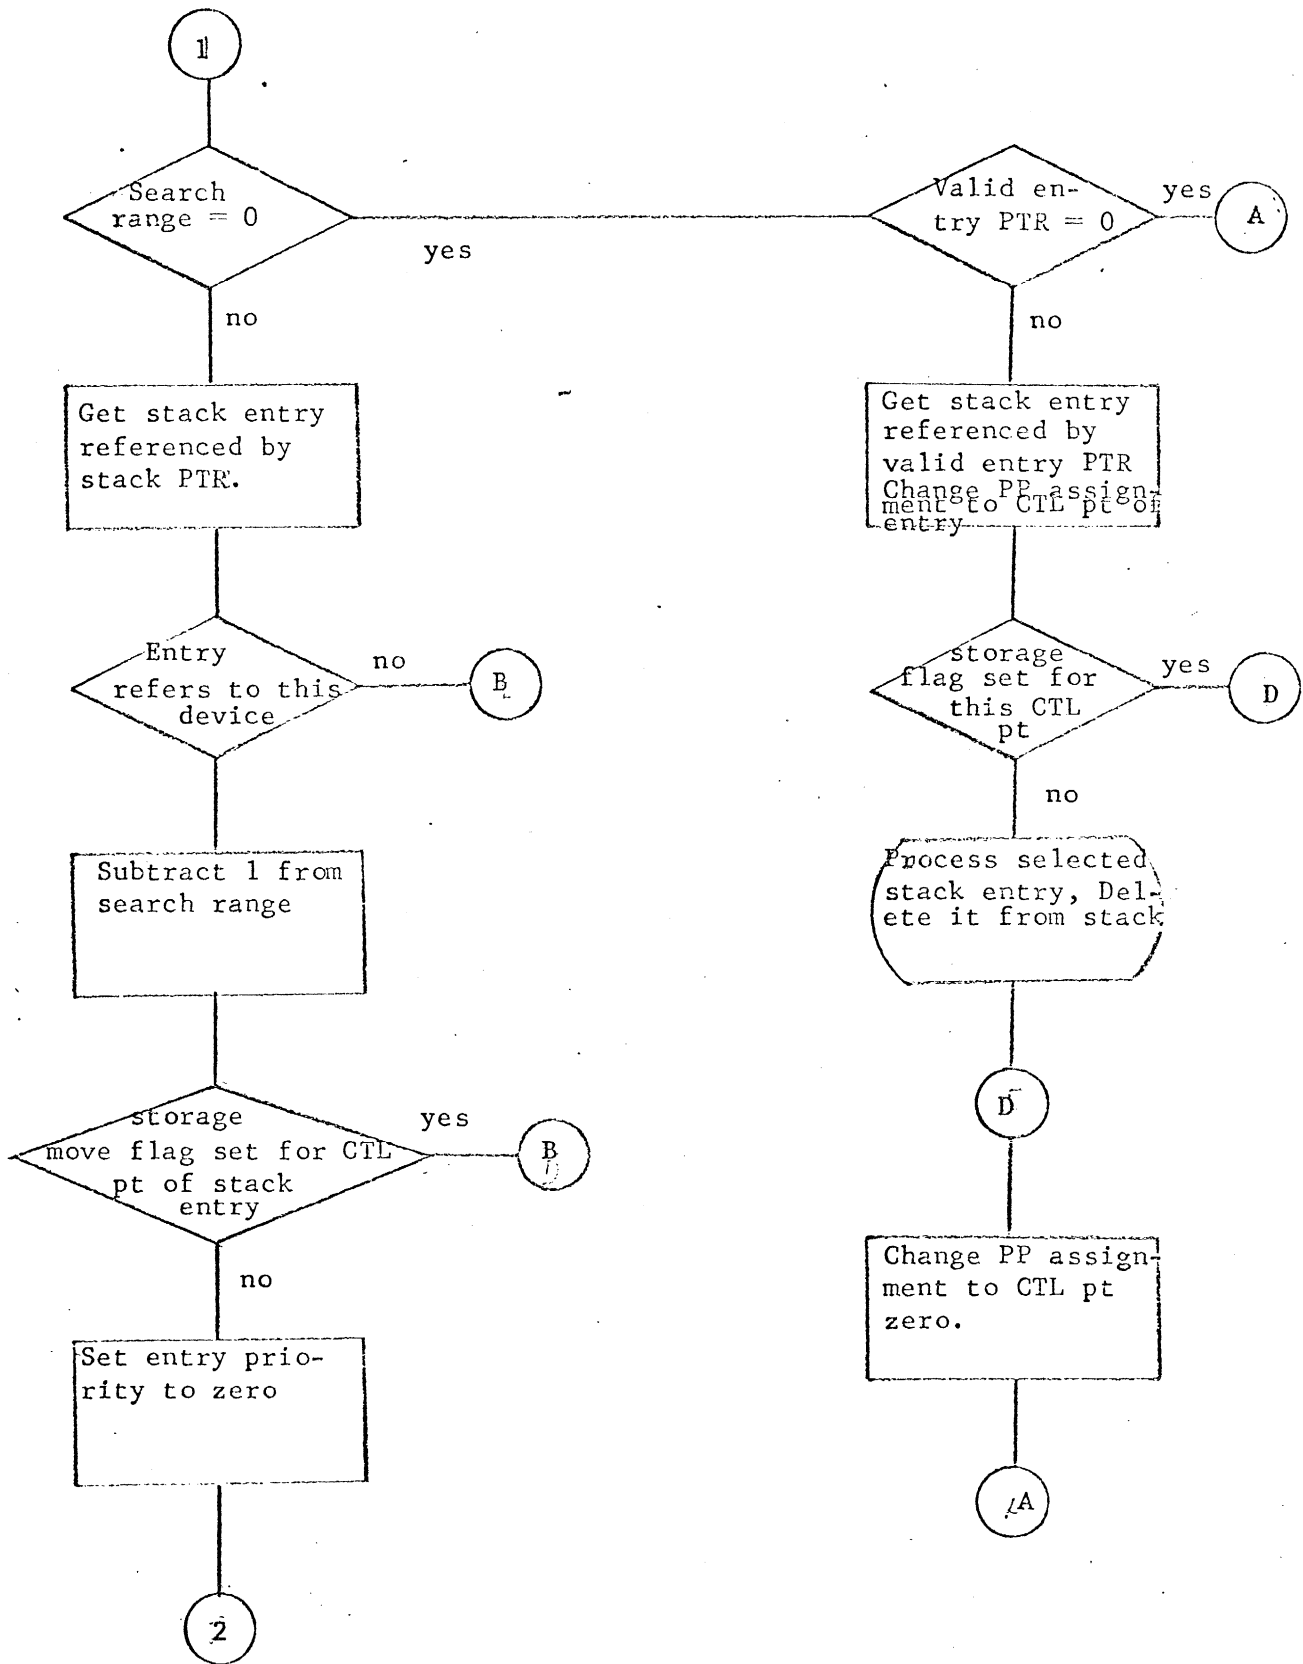 1
Search
range = 0
yes
no
Get stack entry
referenced by
stack PTR.
Entry
refers to this
device
no
B
Subtract 1 from
search range
storage
move flag set for CTL
pt of stack
entry
yes
B
no
Set entry prio-
rity to zero
2
Valid en-
try PTR = 0
yes
A
no
Get stack entry
referenced by
valid entry PTR
Change PP assign-
ment to CTL pt of
entry
storage
flag set for
this CTL
pt
yes
D
no
Process selected
stack entry, Del-
ete it from stack
D
Change PP assign-
ment to CTL pt
zero.
A